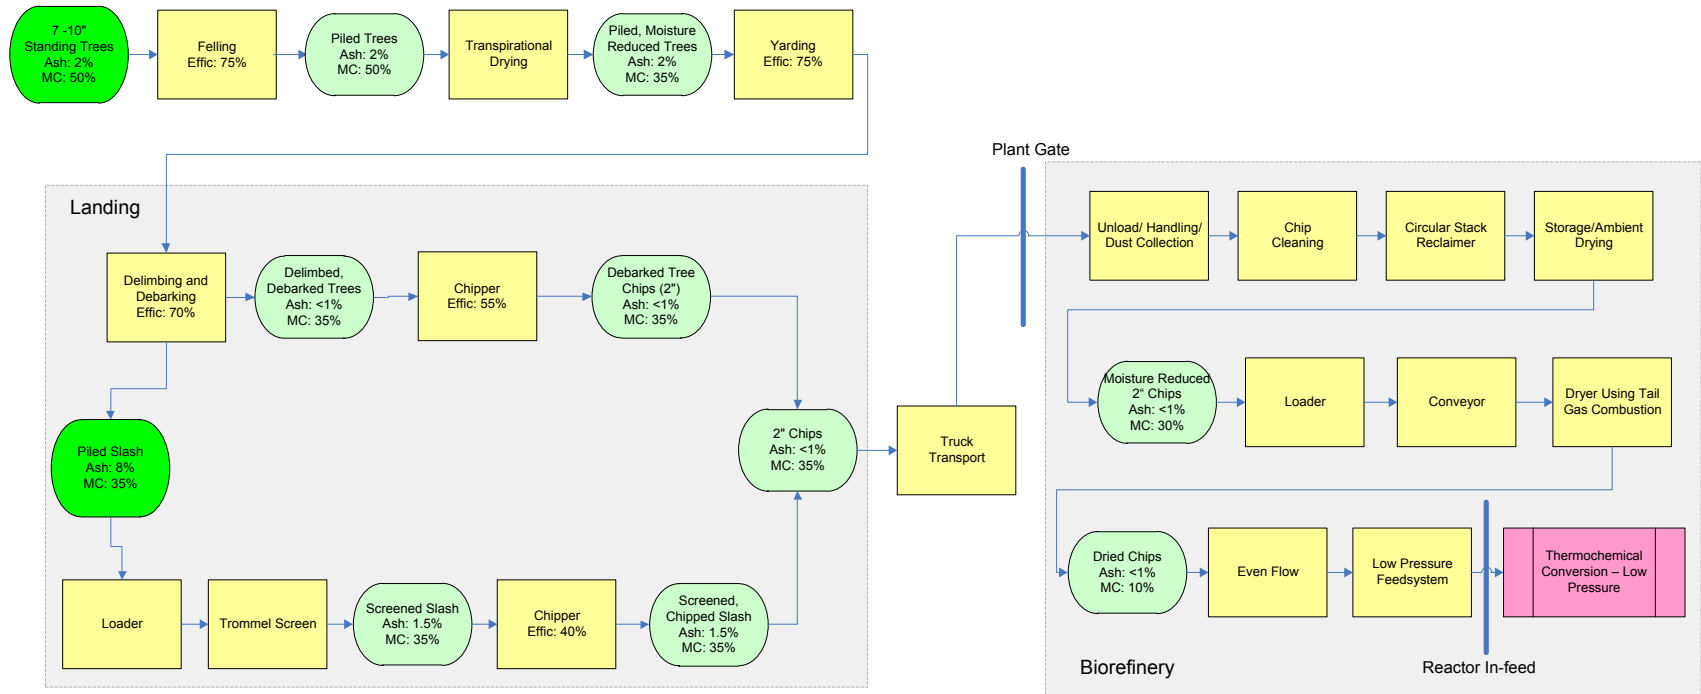 7 -10"
Standing Trees
Ash: 2%
MC: 50%
Felling
Effic: 75%
Piled Trees
Ash: 2%
MC: 50%
Transpirational
Drying
Piled, Moisture
Reduced Trees
Ash: 2%
MC: 35%
Yarding
Effic: 75%
Plant Gate
Landing
Delimbing and
Debarking
Effic: 70%
Delimbed,
Debarked Trees
Ash: <1%
MC: 35%
Chipper
Effic: 55%
Debarked Tree
Chips (2")
Ash: <1%
MC: 35%
Piled Slash
Ash: 8%
MC: 35%
2" Chips
Ash: <1%
MC: 35%
Truck
Transport
Loader
Trommel Screen
Screened Slash
Ash: 1.5%
MC: 35%
Chipper
Effic: 40%
Screened,
Chipped Slash
Ash: 1.5%
MC: 35%
Unload/ Handling/
Dust Collection
Chip
Cleaning
Circular Stack
Reclaimer
Storage/Ambient
Drying
Moisture Reduced
2“ Chips
Ash: <1%
MC: 30%
Loader
Conveyor
Dryer Using Tail
Gas Combustion
Dried Chips
Ash: <1%
MC: 10%
Even Flow
Low Pressure
Feedsystem
Thermochemical
Conversion – Low
Pressure
Biorefinery
Reactor In-feed